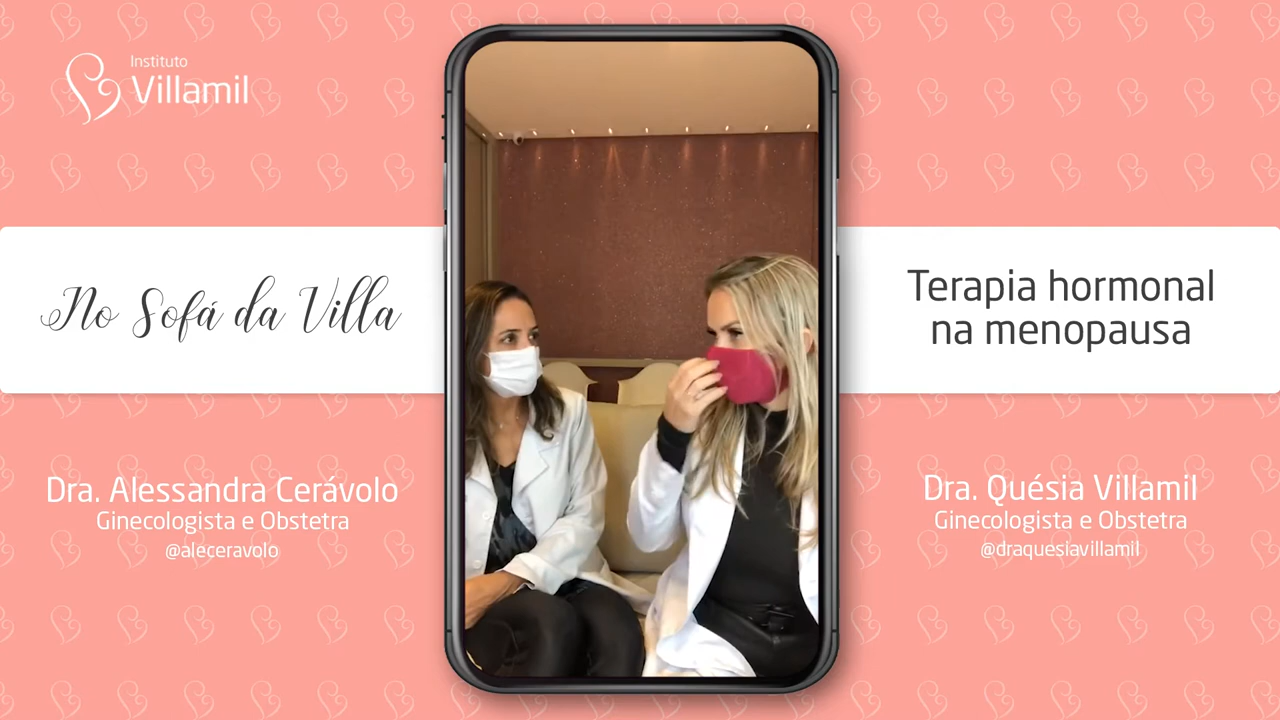 Instituto
Villamil
No Sofá da Villa
Terapia hormonal
na menopausa
Dra. Alessandra Cerávolo
Ginecologista e Obstetra
@aleceravolo
Dra. Quésia Villamil
Ginecologista e Obstetra
@draquesiavillamil